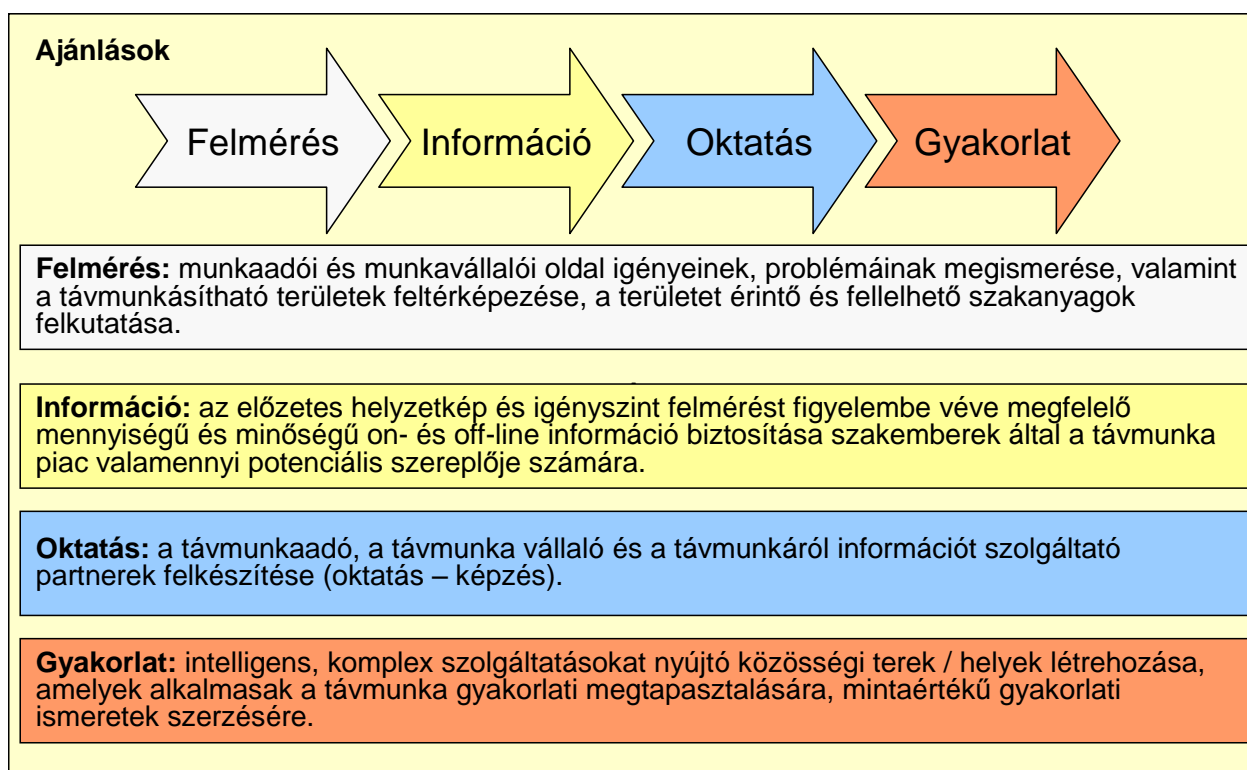 Ajánlások
Felmérés
Információ
Oktatás
Gyakorlat
Felmérés: munkaadói és munkavállalói oldal igényeinek, problémáinak megismerése, valamint
a távmunkásítható területek feltérképezése, a területet érintő és fellelhető szakanyagok
felkutatása.
Információ: az előzetes helyzetkép és igényszint felmérést figyelembe véve megfelelő
mennyiségű és minőségű on- és off-line információ biztosítása szakemberek által a távmunka
piac valamennyi potenciális szereplője számára.
Oktatás: a távmunkaadó, a távmunka vállaló és a távmunkáról információt szolgáltató
partnerek felkészítése (oktatás – képzés).
Gyakorlat: intelligens, komplex szolgáltatásokat nyújtó közösségi terek / helyek létrehozása,
amelyek alkalmasak a távmunka gyakorlati megtapasztalására, mintaértékű gyakorlati
ismeretek szerzésére.